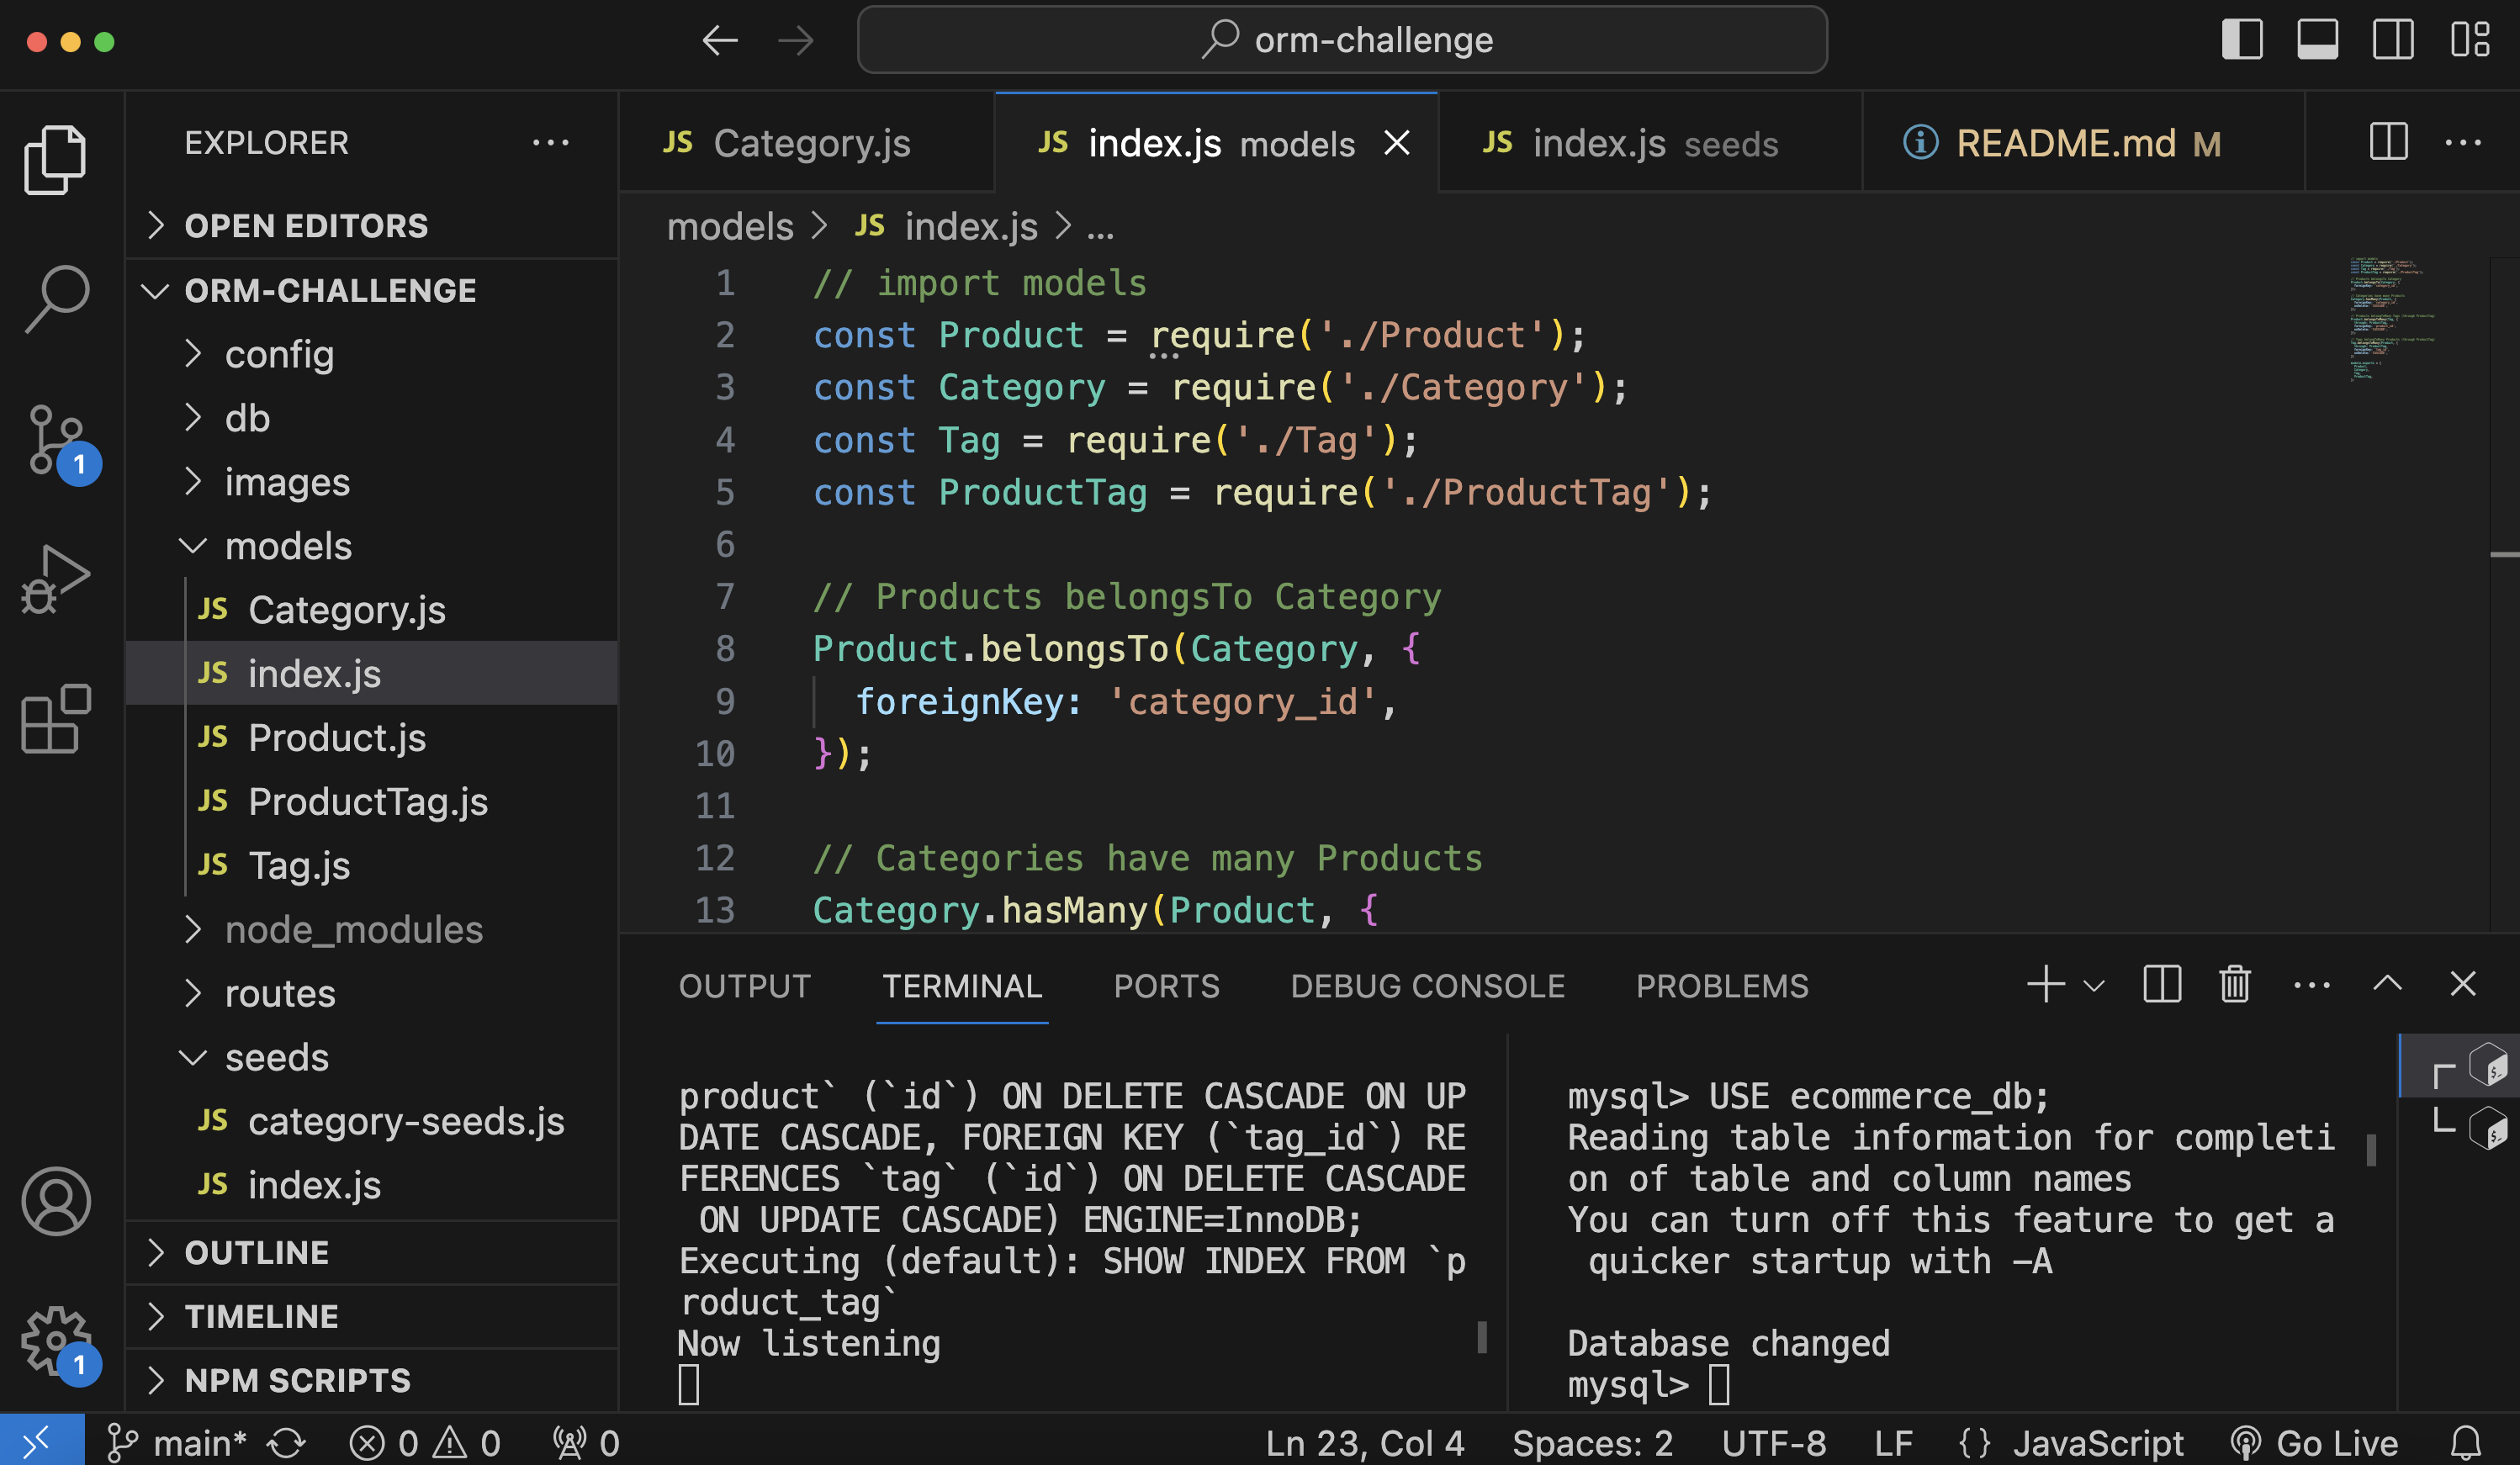 orm-challenge
EXPLORER
OPEN EDITORS
ORM-CHALLENGE
config
db
images
models
JS Category.js
JS index.js
JS Product.js
JS ProductTag.js
JS Tag.js
node_modules
routes
seeds
JS category-seeds.js
JS index.js
OUTLINE
TIMELINE
NPM SCRIPTS
1
1
JS Category.js
JS index.js models
JS index.js seeds
README.md M
models > JS index.js > ...
1 // import models
2 const Product = require('./Product');
3 const Category = require('./Category');
4 const Tag = require('./Tag');
5 const ProductTag = require('./ProductTag');
6
7 // Products belongsTo Category
8 Product.belongsTo(Category, {
9 foreignKey: 'category_id',
10 });
11
12 // Categories have many Products
13 Category.hasMany(Product, {
OUTPUT TERMINAL PORTS DEBUG CONSOLE PROBLEMS
product` (`id`) ON DELETE CASCADE ON UP
DATE CASCADE, FOREIGN KEY (`tag_id`) RE
FERENCES `tag` (`id`) ON DELETE CASCADE
ON UPDATE CASCADE) ENGINE=InnoDB;
Executing (default): SHOW INDEX FROM `p
roduct_tag`
Now listening
mysql> USE ecommerce_db;
Reading table information for completi
on of table and column names
You can turn off this feature to get a
quicker startup with -A
Database changed
mysql>
main* 0 0 0 Ln 23, Col 4 Spaces: 2 UTF-8 LF {} JavaScript Go Live